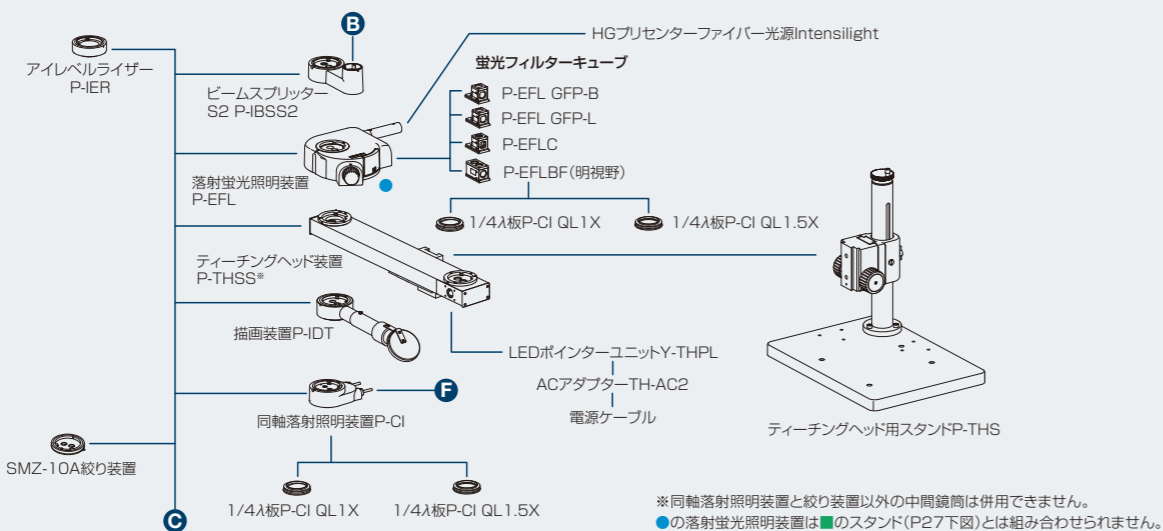 B
HGプリセンターファイバー光源Intensilight
アイレベルライザー
P-IER
蛍光フィルターキューブ
ビームスプリッター
S2 P-IBSS2
P-EFL GFP-B
P-EFL GFP-L
P-EFLC
P-EFLBF(明視野)
落射蛍光照明装置
P-EFL
1/4λ板P-CI QL1X
1/4λ板P-CI QL1.5X
ティーチングヘッド装置
P-THSS※
描画装置P-IDT
LEDポインターユニットY-THPL
ACアダプターTH-AC2
電源ケーブル
F
同軸落射照明装置P-CI
ティーチングヘッド用スタンドP-THS
SMZ-10A絞り装置
1/4λ板P-CI QL1X
1/4λ板P-CI QL1.5X
C
※同軸落射照明装置と絞り装置以外の中間鏡筒は併用できません。
●の落射蛍光照明装置は■のスタンド(P27下図)とは組み合わせられません。